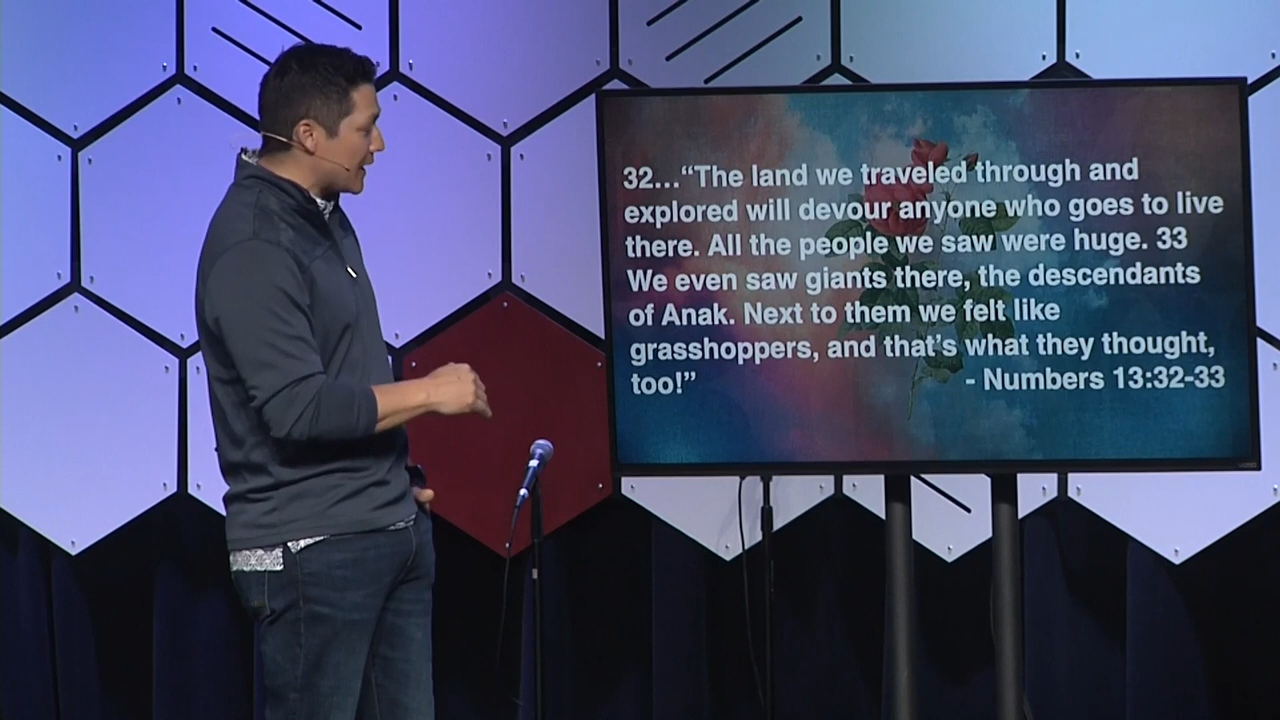 32…“The land we traveled through and
explored will devour anyone who goes to live
there. All the people we saw were huge. 33
We even saw giants there, the descendants
of Anak. Next to them we felt like
grasshoppers, and that’s what they thought,
too!” - Numbers 13:32-33